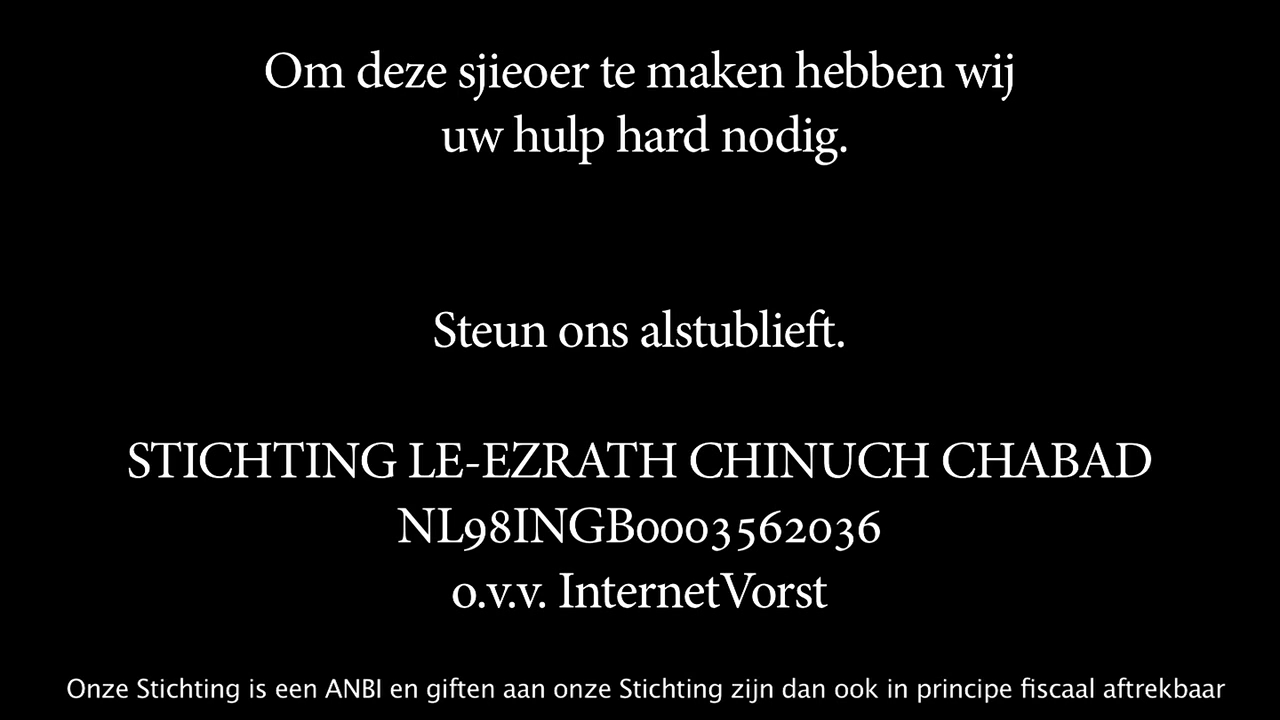 Om deze sjieoer te maken hebben wij
uw hulp hard nodig.
Steun ons alstublieft.
STICHTING LE-EZRATH CHINUCH CHABAD
NL98INGB0003562036
o.v.v. InternetVorst
Onze Stichting is een ANBI en giften aan onze Stichting zijn dan ook in principe fiscaal aftrekbaar